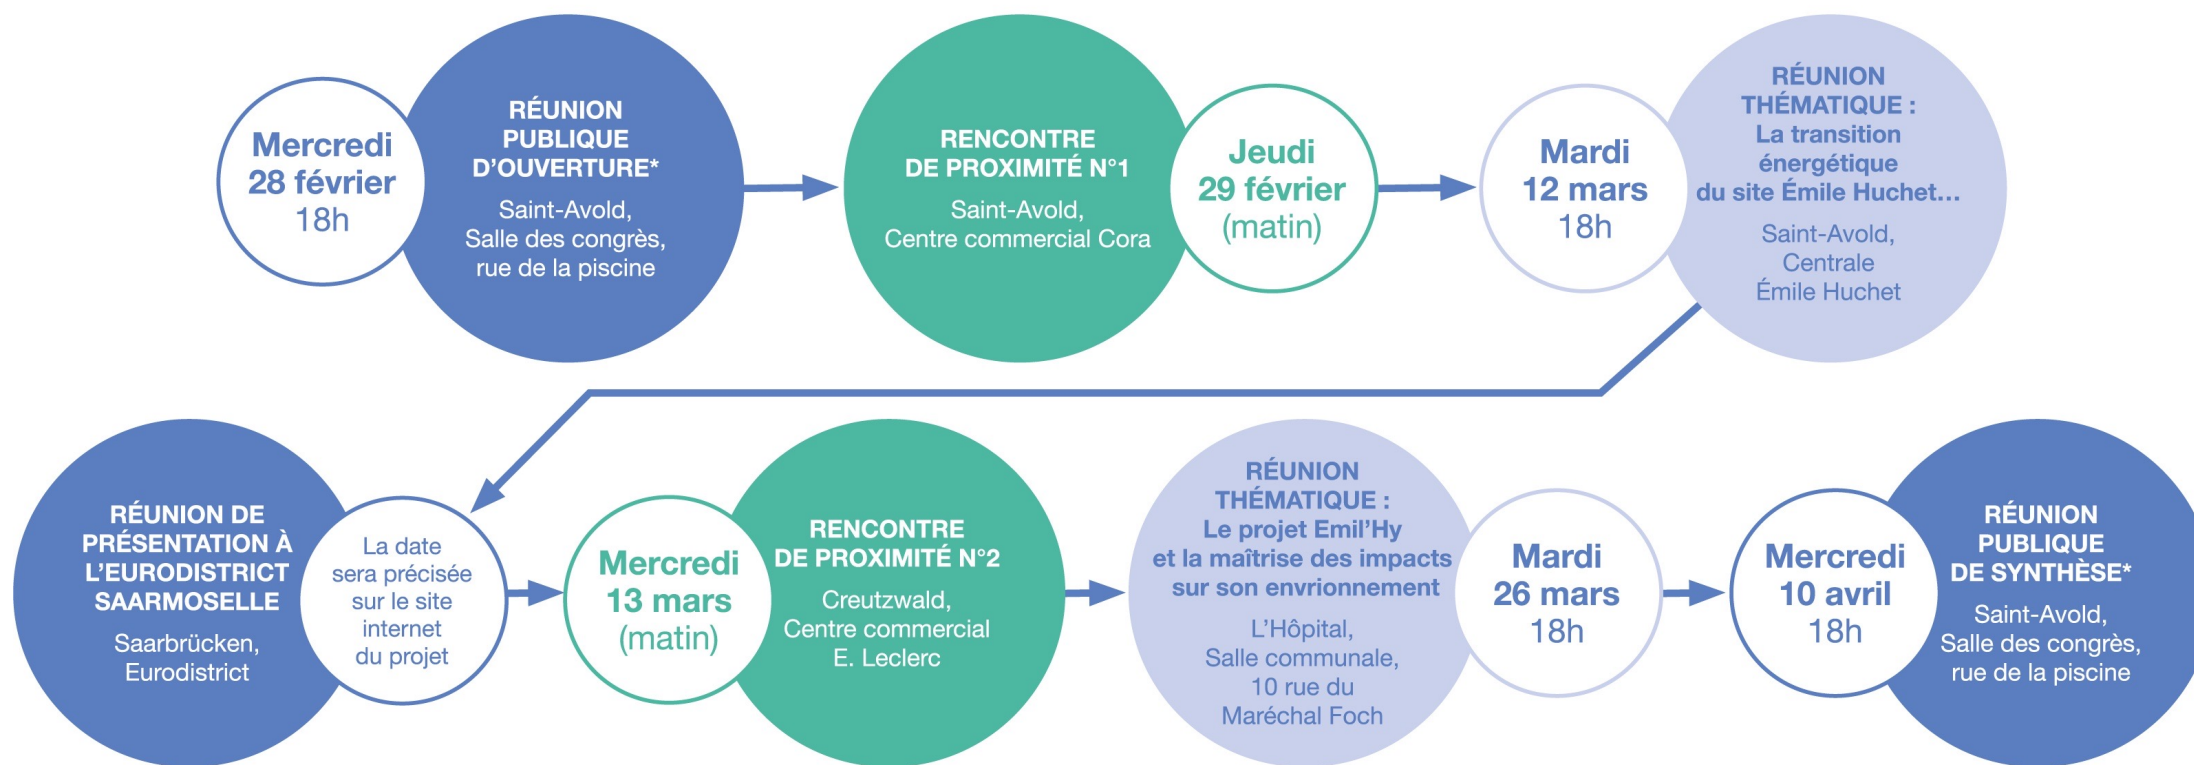 Mercredi
28 février
18h
RÉUNION
PUBLIQUE
D'OUVERTURE*
Saint-Avold,
Salle des congrès,
rue de la piscine
RENCONTRE
DE PROXIMITÉ N°1
Saint-Avold,
Centre commercial Cora
Jeudi
29 février
(matin)
Mardi
12 mars
18h
RÉUNION
THÉMATIQUE :
La transition
énergétique
du site Émile Huchet...
Saint-Avold,
Centrale
Émile Huchet
RÉUNION DE
PRÉSENTATION À
L'EURODISTRICT
SAARMOSELLE
Saarbrücken,
Eurodistrict
La date
sera précisée
sur le site
internet
du projet
Mercredi
13 mars
(matin)
RENCONTRE
DE PROXIMITÉ N°2
Creutzwald,
Centre commercial
E. Leclerc
RÉUNION
THÉMATIQUE :
Le projet Emil'Hy
et la maîtrise des impacts
sur son envrionnement
L'Hôpital,
Salle communale,
10 rue du
Maréchal Foch
Mardi
26 mars
18h
Mercredi
10 avril
18h
RÉUNION
PUBLIQUE
DE SYNTHÈSE*
Saint-Avold,
Salle des congrès,
rue de la piscine